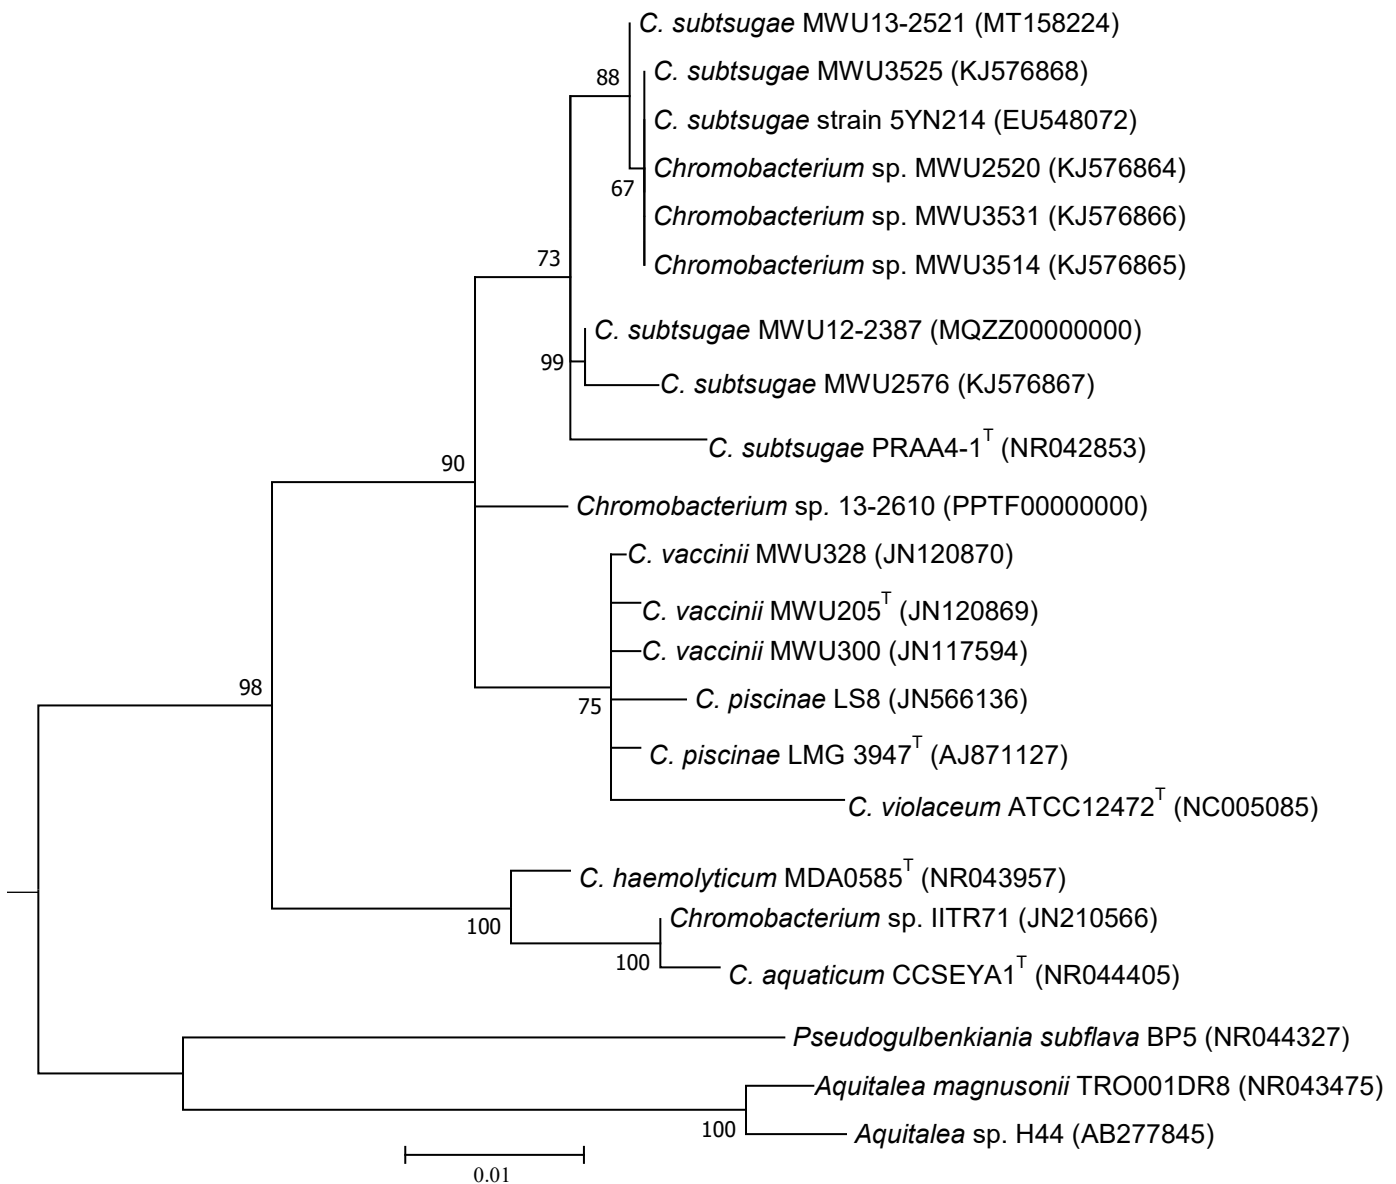 C. subtsugae MWU13-2521 (MT158224)
88
C. subtsugae MWU3525 (KJ576868)
C. subtsugae strain 5YN214 (EU548072)
Chromobacterium sp. MWU2520 (KJ576864)
67
Chromobacterium sp. MWU3531 (KJ576866)
Chromobacterium sp. MWU3514 (KJ576865)
73
C. subtsugae MWU12-2387 (MQZZ00000000)
99
C. subtsugae MWU2576 (KJ576867)
C. subtsugae PRAA4-1T (NR042853)
90
Chromobacterium sp. 13-2610 (PPTF00000000)
C. vaccinii MWU328 (JN120870)
C. vaccinii MWU205T (JN120869)
C. vaccinii MWU300 (JN117594)
98
75
C. piscinae LS8 (JN566136)
C. piscinae LMG 3947T (AJ871127)
C. violaceum ATCC12472T (NC005085)
C. haemolyticum MDA0585T (NR043957)
100
Chromobacterium sp. IITR71 (JN210566)
100
C. aquaticum CCSEYA1T (NR044405)
Pseudogulbenkiania subflava BP5 (NR044327)
Aquitalea magnusonii TRO001DR8 (NR043475)
100
Aquitalea sp. H44 (AB277845)
0.01